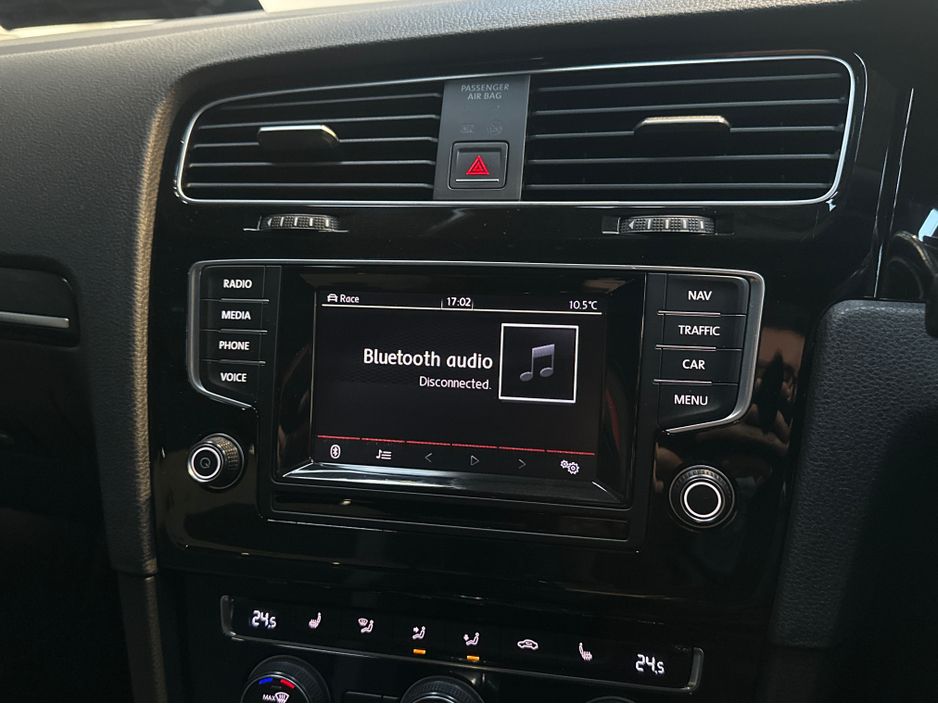 PASSENGER
AIR BAG
RADIO
MEDIA
PHONE
VOICE
Race
17:02
10.5°C
Bluetooth audio
Disconnected.
NAV
TRAFFIC
CAR
MENU
24,5
24,5
MAX